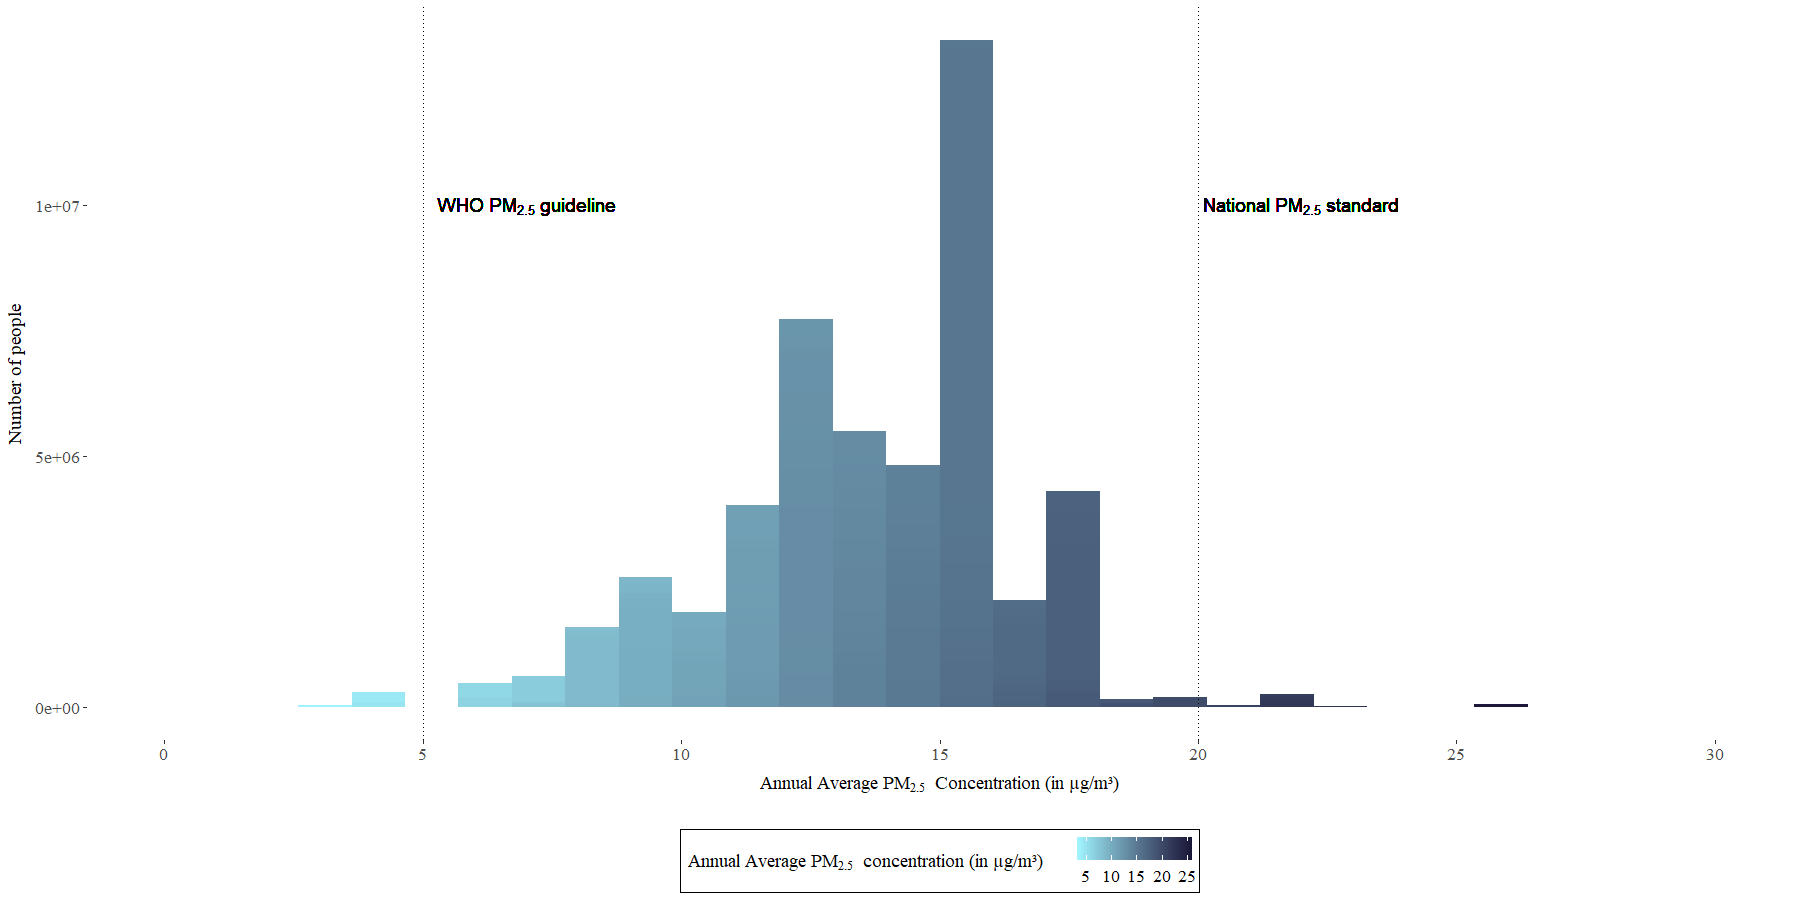 WHO PM2.5 guideline
National PM2.5 standard
Number of people
1e+07
5e+06
0e+00
0 5 10 15 20 25 30
Annual Average PM2.5 Concentration (in µg/m³)
Annual Average PM2.5 concentration (in µg/m³)
5 10 15 20 25